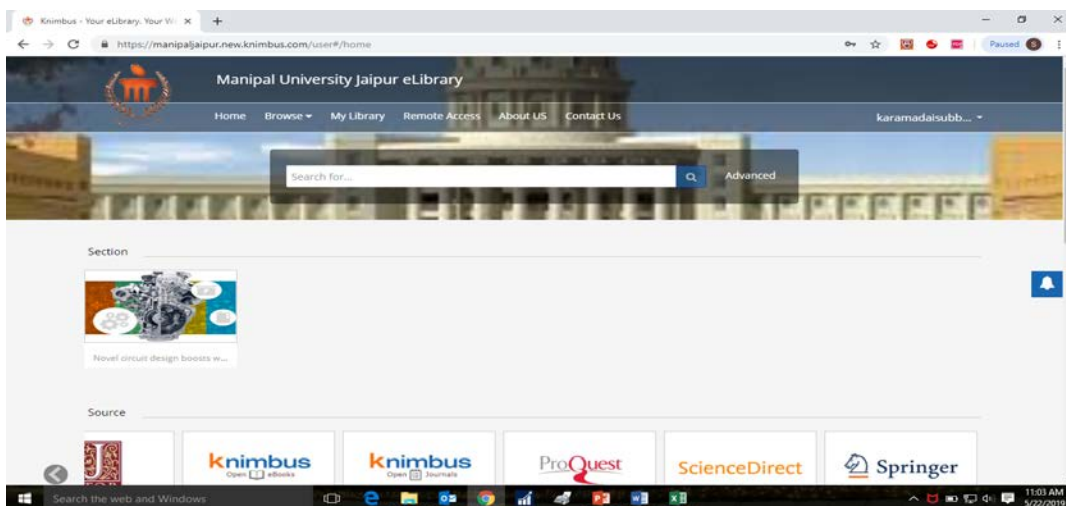 Knimbus - Your eLibrary. Your W
https://manipaljaipur.new.knimbus.com/user#/home
Paused
S
Manipal University Jaipur eLibrary
Home Browse My Library Remote Access About US Contact Us
karamadaisubb...
Search for...
Advanced
Section
Novel circuit design boosts w...
Source
J
knimbus
Open eBooks
knimbus
Open Journals
ProQuest
ScienceDirect
Springer
Search the web and Windows
11:03 AM
5/22/2019